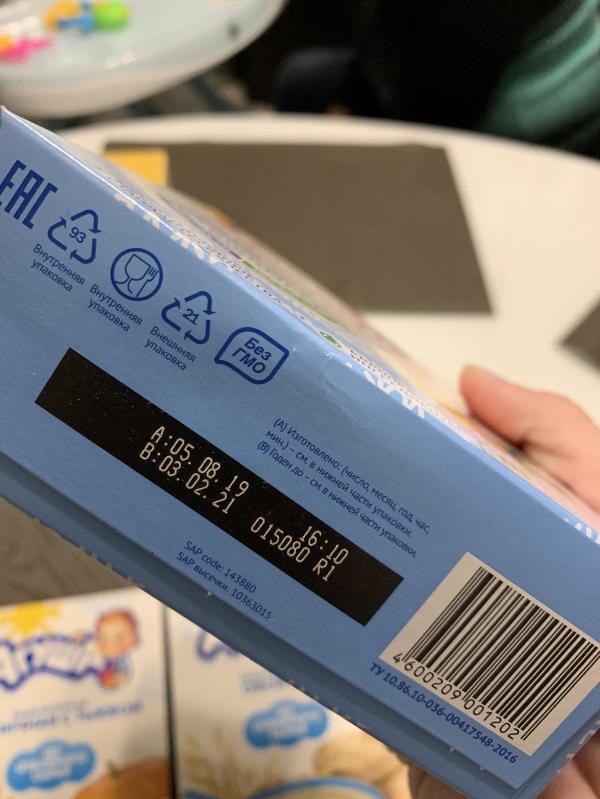 EAC
93
Внутренняя
упаковка
Внутренняя
упаковка
21
Внешняя
упаковка
Без
ГМО
(А) Изготовлено: (число, месяц, год, час,
мин.) – см. в нижней части упаковки.
(В) Годен до – см. в нижней части упаковки.
A:05.08.19 16:10
B:03.02.21 015080 R1
SAP code: 143880
SAP высечки: 10363015
4600209001202
ТУ 10.86.10-036-00417548-2016
Агуша